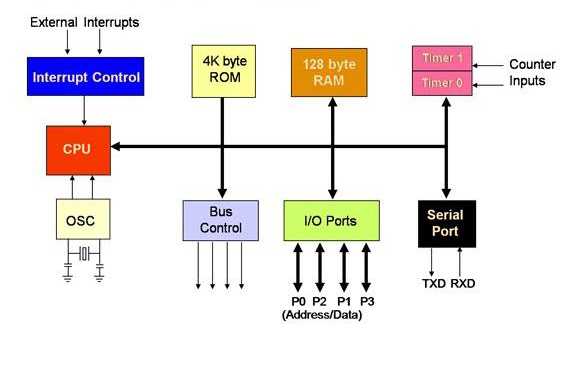 External Interrupts
Interrupt Control
4K byte
ROM
128 byte
RAM
Timer 1
Timer 0
Counter
Inputs
CPU
OSC
Bus
Control
I/O Ports
Serial
Port
P0 P2 P1 P3
(Address/Data)
TXD RXD